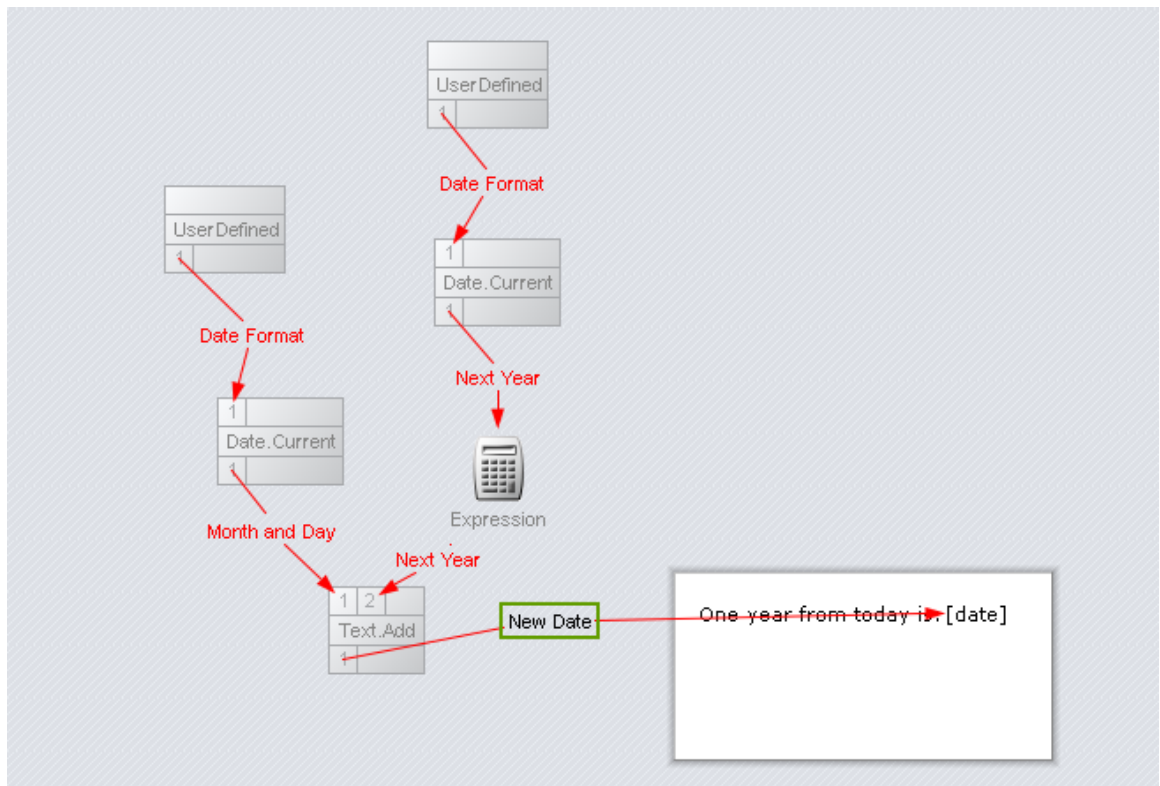 UserDefined
1
Date Format
UserDefined
1
1
Date.Current
1
Date Format
Next Year
1
Date.Current
1
Expression
Month and Day
Next Year
1 2
Text.Add
1
New Date
One year from today is: [date]